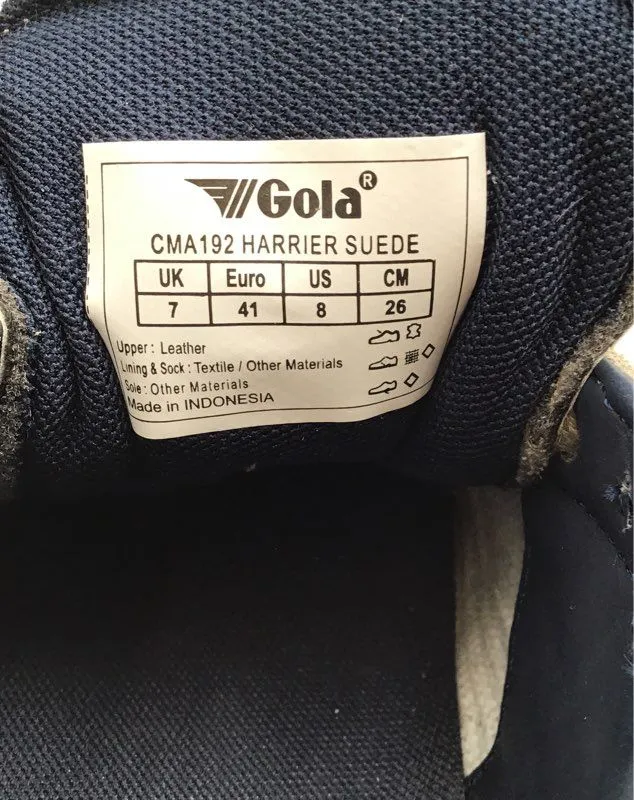 Gola®
CMA192 HARRIER SUEDE
UK Euro US CM
7 41 8 26
Upper : Leather
Lining & Sock : Textile / Other Materials
Sole : Other Materials
Made in INDONESIA